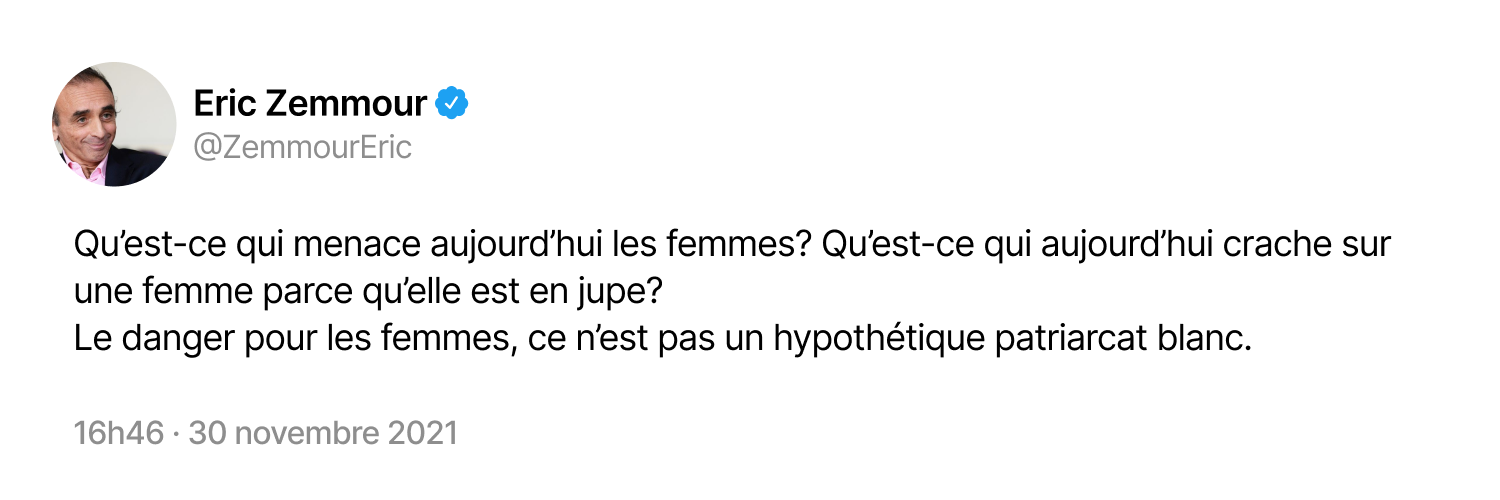 Eric Zemmour
@ZemmourEric
Qu’est-ce qui menace aujourd’hui les femmes? Qu’est-ce qui aujourd’hui crache sur
une femme parce qu’elle est en jupe?
Le danger pour les femmes, ce n’est pas un hypothétique patriarcat blanc.
16h46 · 30 novembre 2021